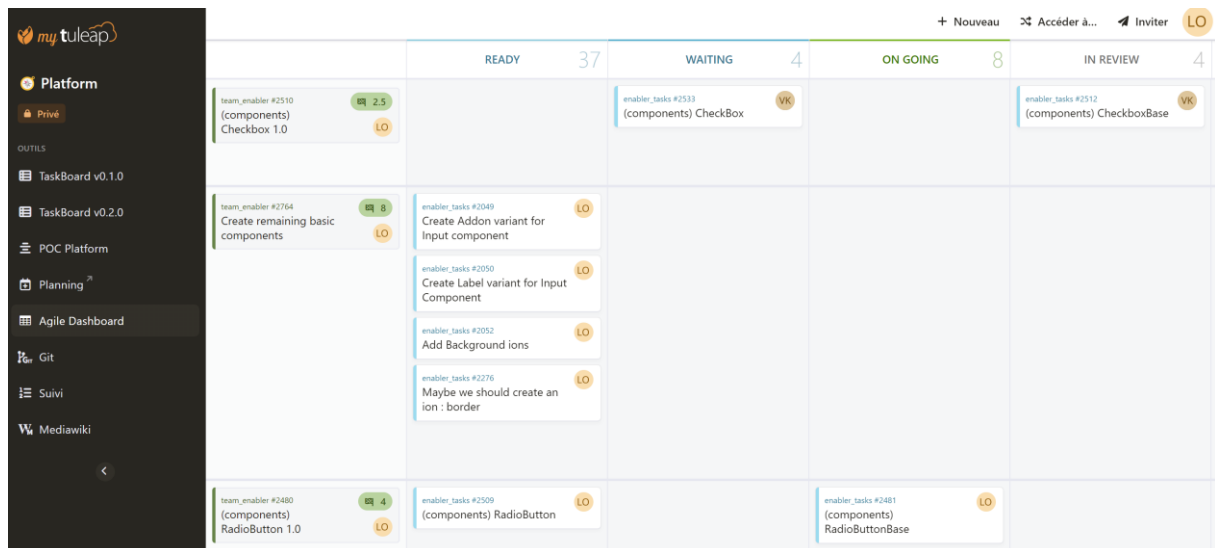 my tuleap
+ Nouveau
Accéder à...
Inviter
LO
Platform
Privé
OUTILS
TaskBoard v0.1.0
TaskBoard v0.2.0
POC Platform
Planning
Agile Dashboard
Git
Suivi
Mediawiki
READY 37
WAITING 4
ON GOING 8
IN REVIEW 4
team_enabler #2510
2.5
(components)
Checkbox 1.0
LO
enabler_tasks #2533
VK
(components) CheckBox
enabler_tasks #2512
VK
(components) CheckboxBase
team_enabler #2764
8
Create remaining basic
components
LO
enabler_tasks #2049
LO
Create Addon variant for
Input component
enabler_tasks #2050
LO
Create Label variant for Input
Component
enabler_tasks #2052
LO
Add Background ions
enabler_tasks #2276
LO
Maybe we should create an
ion : border
team_enabler #2480
4
(components)
RadioButton 1.0
LO
enabler_tasks #2509
LO
(components) RadioButton
enabler_tasks #2481
LO
(components)
RadioButtonBase